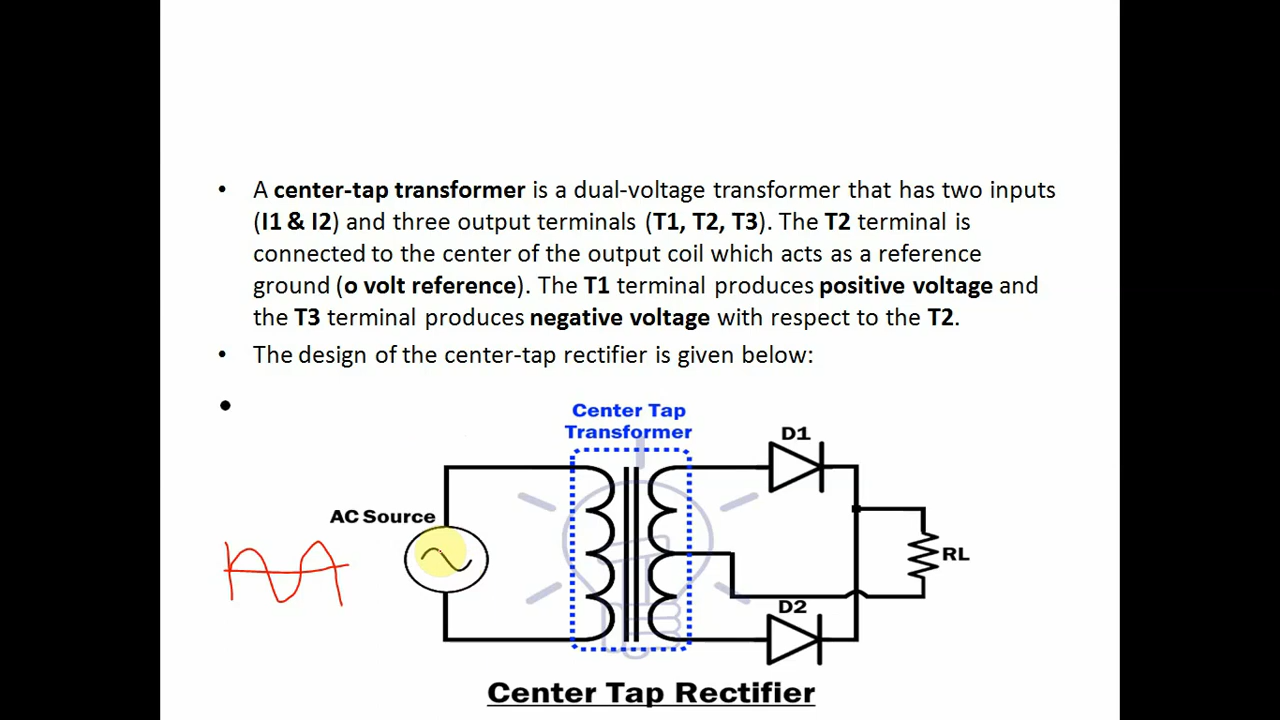 • A center-tap transformer is a dual-voltage transformer that has two inputs
(I1 & I2) and three output terminals (T1, T2, T3). The T2 terminal is
connected to the center of the output coil which acts as a reference
ground (o volt reference). The T1 terminal produces positive voltage and
the T3 terminal produces negative voltage with respect to the T2.
• The design of the center-tap rectifier is given below:
•
Center Tap
Transformer
D1
AC Source
RL
D2
Center Tap Rectifier